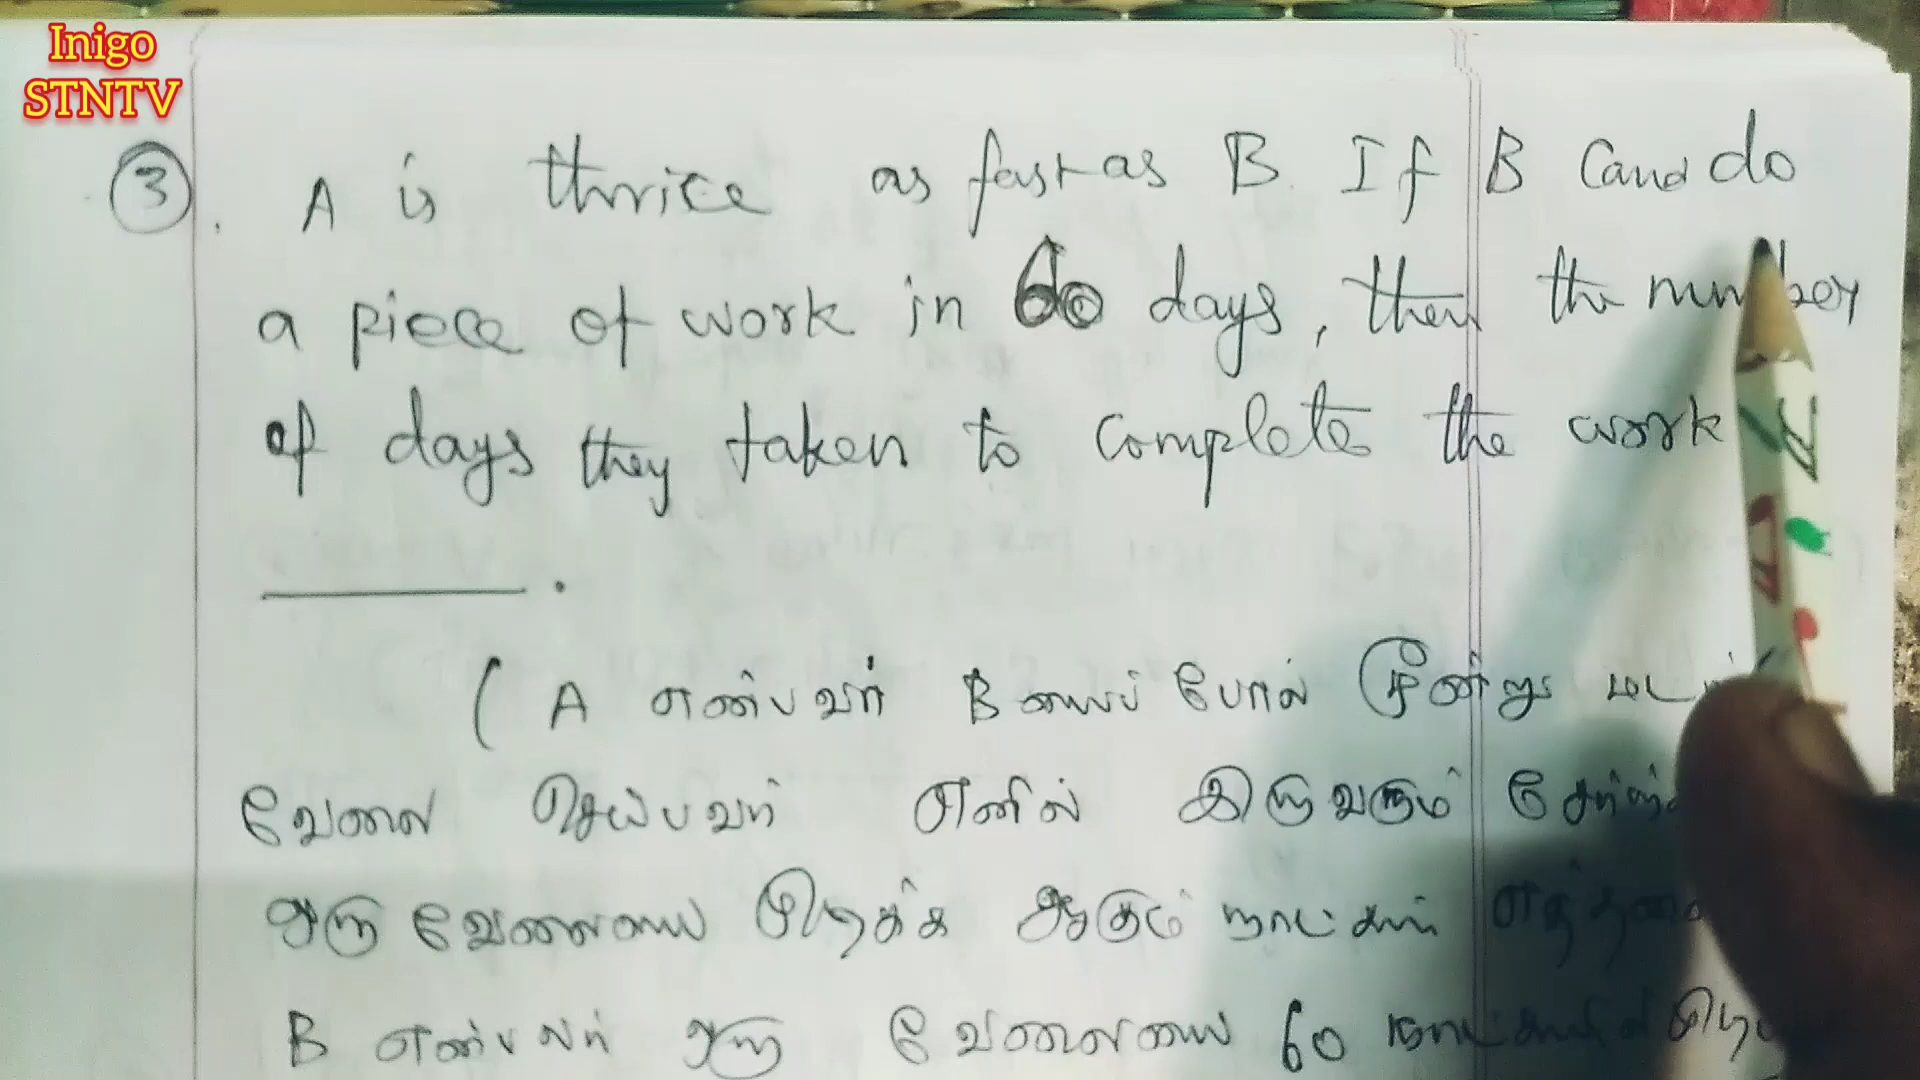 Inigo
STNTV
3. A is thrice as fast as B. If B can do
a piece of work in 60 days, then the number
of days they taken to complete the work
______.
( A என்பவர் B யைப் போல் மூன்று
வேலை செய்பவர் எனில் இருவரும்
ஒரு வேலையை முடிக்க ஆகும் நாட்கள்
B என்பவர் ஒரு வேலையை 60